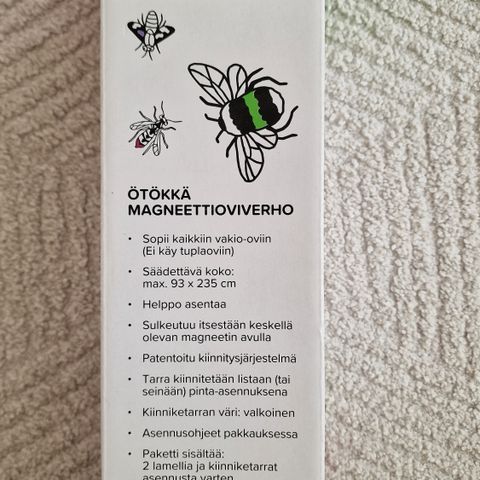 ÖTÖKKÄ
MAGNEETTIOVIVERHO
• Sopii kaikkiin vakio-oviin
(Ei käy tuplaoviin)
• Säädettävä koko:
max. 93 x 235 cm
• Helppo asentaa
• Sulkeutuu itsestään keskellä
olevan magneetin avulla
• Patentoitu kiinnitysjärjestelmä
• Tarra kiinnitetään listaan (tai
seinään) pinta-asennuksena
• Kiinniketarran väri: valkoinen
• Asennusohjeet pakkauksessa
• Paketti sisältää:
2 lamellia ja kiinniketarrat
asennusta varten